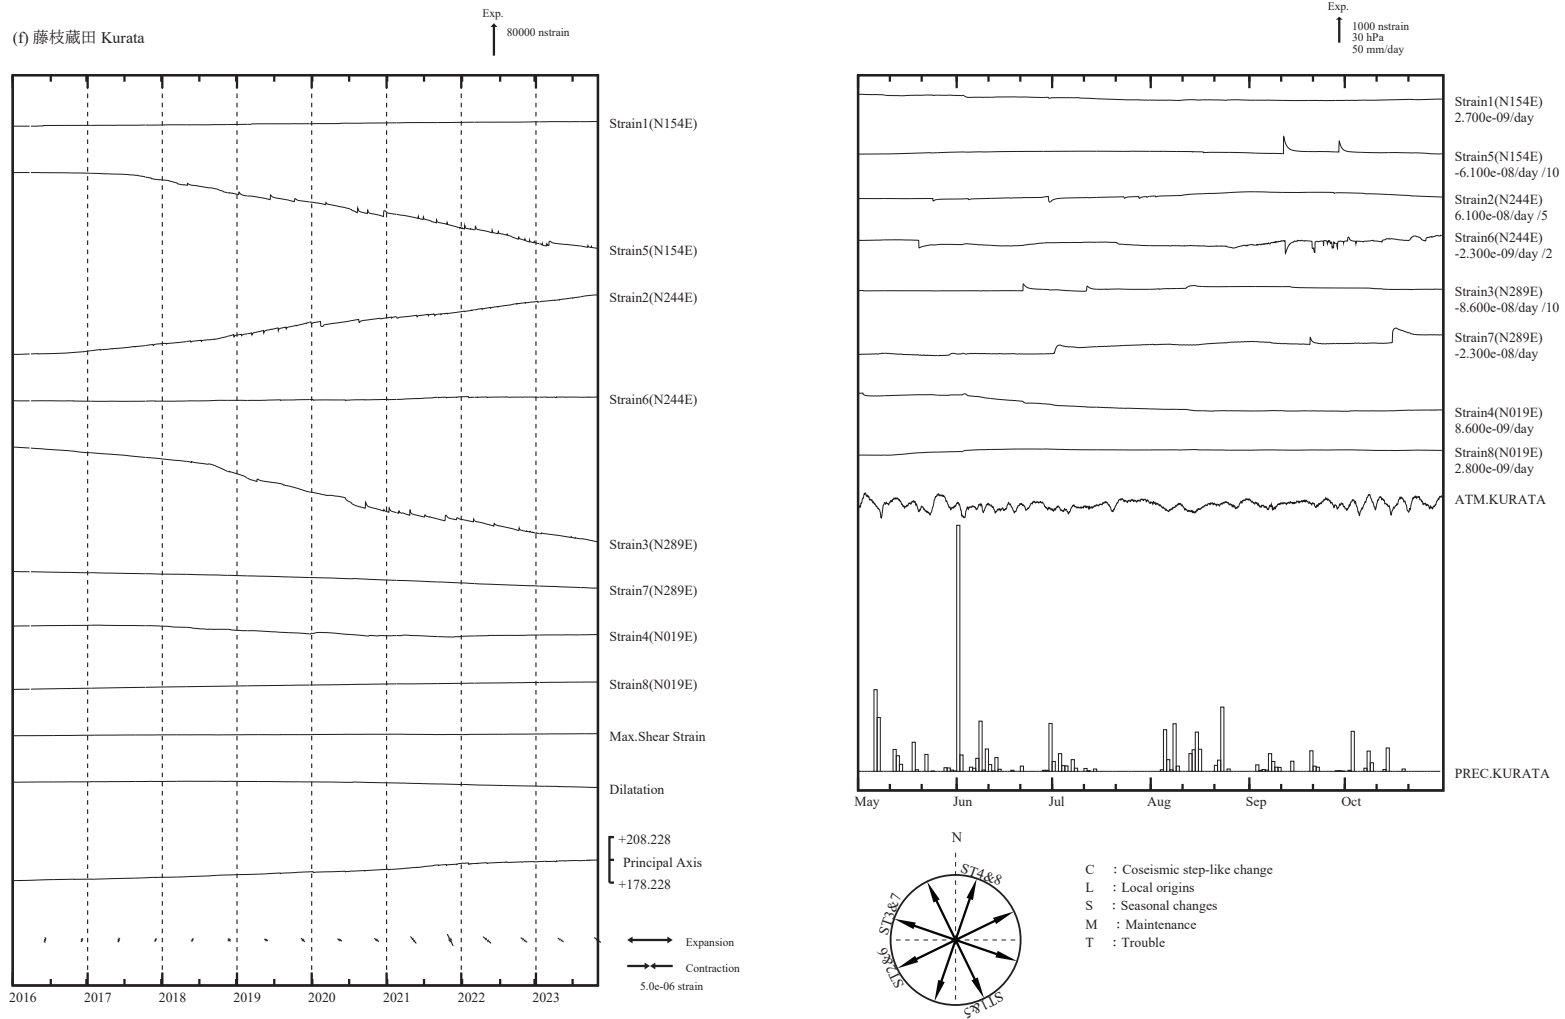 (f) 藤枝蔵田 Kurata
Exp.
80000 nstrain
Strain1(N154E)
Strain5(N154E)
Strain2(N244E)
Strain6(N244E)
Strain3(N289E)
Strain7(N289E)
Strain4(N019E)
Strain8(N019E)
Max.Shear Strain
Dilatation
+208.228
Principal Axis
+178.228
Expansion
Contraction
5.0e-06 strain
2016 2017 2018 2019 2020 2021 2022 2023
Exp.
1000 nstrain
30 hPa
50 mm/day
Strain1(N154E)
2.700e-09/day
Strain5(N154E)
-6.100e-08/day /10
Strain2(N244E)
6.100e-08/day /5
Strain6(N244E)
-2.300e-09/day /2
Strain3(N289E)
-8.600e-08/day /10
Strain7(N289E)
-2.300e-08/day
Strain4(N019E)
8.600e-09/day
Strain8(N019E)
2.800e-09/day
ATM.KURATA
PREC.KURATA
May Jun Jul Aug Sep Oct
N
ST4&8
ST3&7
ST2&6
ST1&5
C : Coseismic step-like change
L : Local origins
S : Seasonal changes
M : Maintenance
T : Trouble